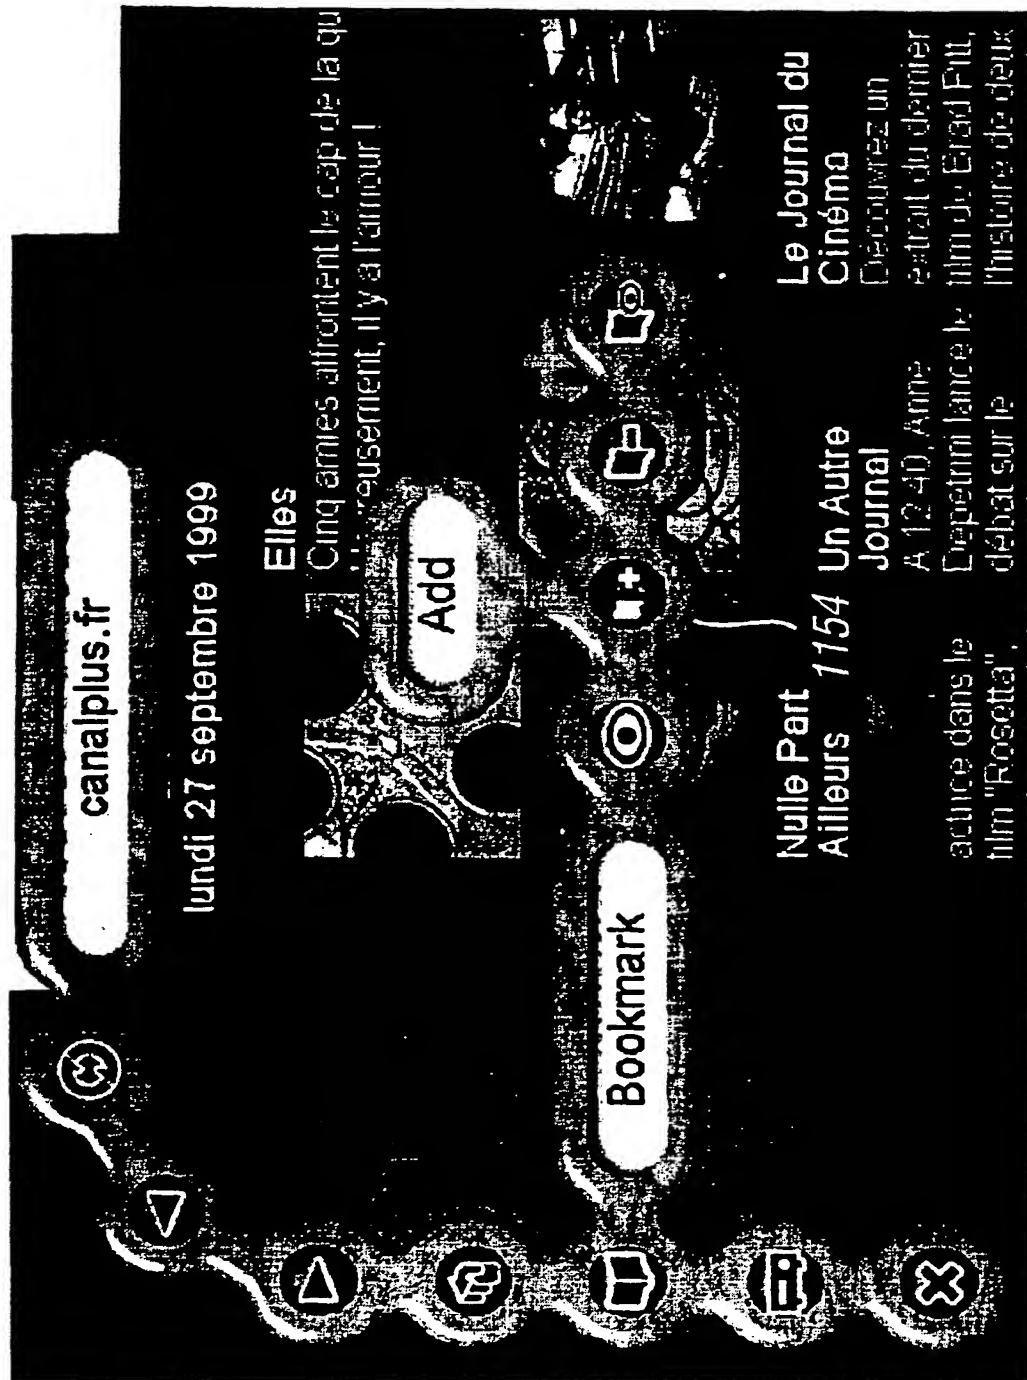 canalplus.fr
lundi 27 septembre 1999
Elles
Cinq amies affrontent le cap de la qu
eusement, il y a l'amour !
Add
Bookmark
1154
Nulle Part
Ailleurs
actrice dans le
film "Rosetta",
Un Autre
Journal
A 12:40, Anne
Depetrini lance le
débat sur le
Le Journal du
Cinéma
Découvrez un
extrait du dernier
film de Brad Pitt,
l'histoire de deux